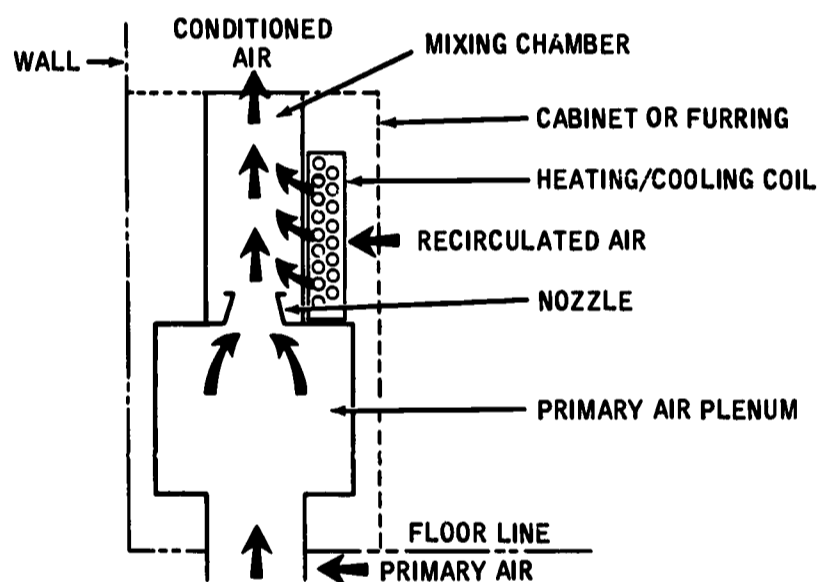 CONDITIONED
AIR
MIXING CHAMBER
WALL
CABINET OR FURRING
HEATING/COOLING COIL
RECIRCULATED AIR
NOZZLE
PRIMARY AIR PLENUM
FLOOR LINE
PRIMARY AIR